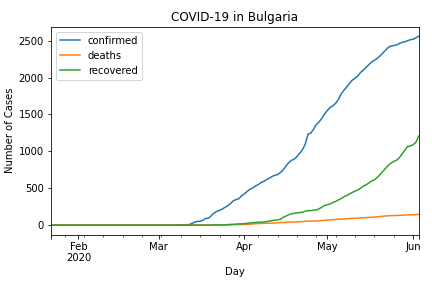 COVID-19 in Bulgaria
confirmed
deaths
recovered
Number of Cases
2500
2000
1500
1000
500
0
Feb
2020
Mar
Apr
May
Jun
Day